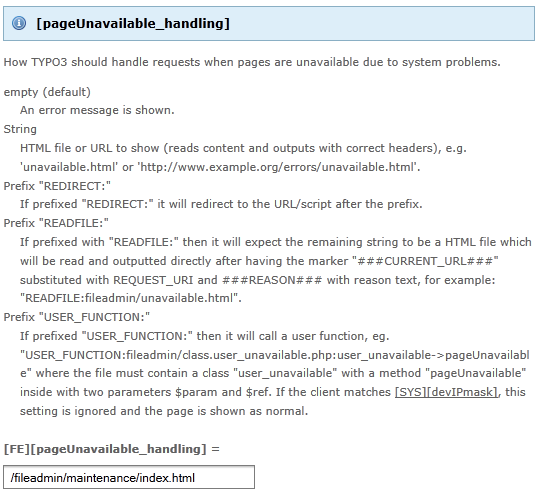 [pageUnavailable_handling]
How TYPO3 should handle requests when pages are unavailable due to system problems.
empty (default)
An error message is shown.
String
HTML file or URL to show (reads content and outputs with correct headers), e.g.
'unavailable.html' or 'http://www.example.org/errors/unavailable.html'.
Prefix "REDIRECT:"
If prefixed "REDIRECT:" it will redirect to the URL/script after the prefix.
Prefix "READFILE:"
If prefixed with "READFILE:" then it will expect the remaining string to be a HTML file which
will be read and outputted directly after having the marker "###CURRENT_URL###"
substituted with REQUEST_URI and ###REASON### with reason text, for example:
"READFILE:fileadmin/unavailable.html".
Prefix "USER_FUNCTION:"
If prefixed "USER_FUNCTION:" then it will call a user function, eg.
"USER_FUNCTION:fileadmin/class.user_unavailable.php:user_unavailable->pageUnavailabl
e" where the file must contain a class "user_unavailable" with a method "pageUnavailable"
inside with two parameters $param and $ref. If the client matches [SYS][devIPmask], this
setting is ignored and the page is shown as normal.
[FE][pageUnavailable_handling] =
/fileadmin/maintenance/index.html